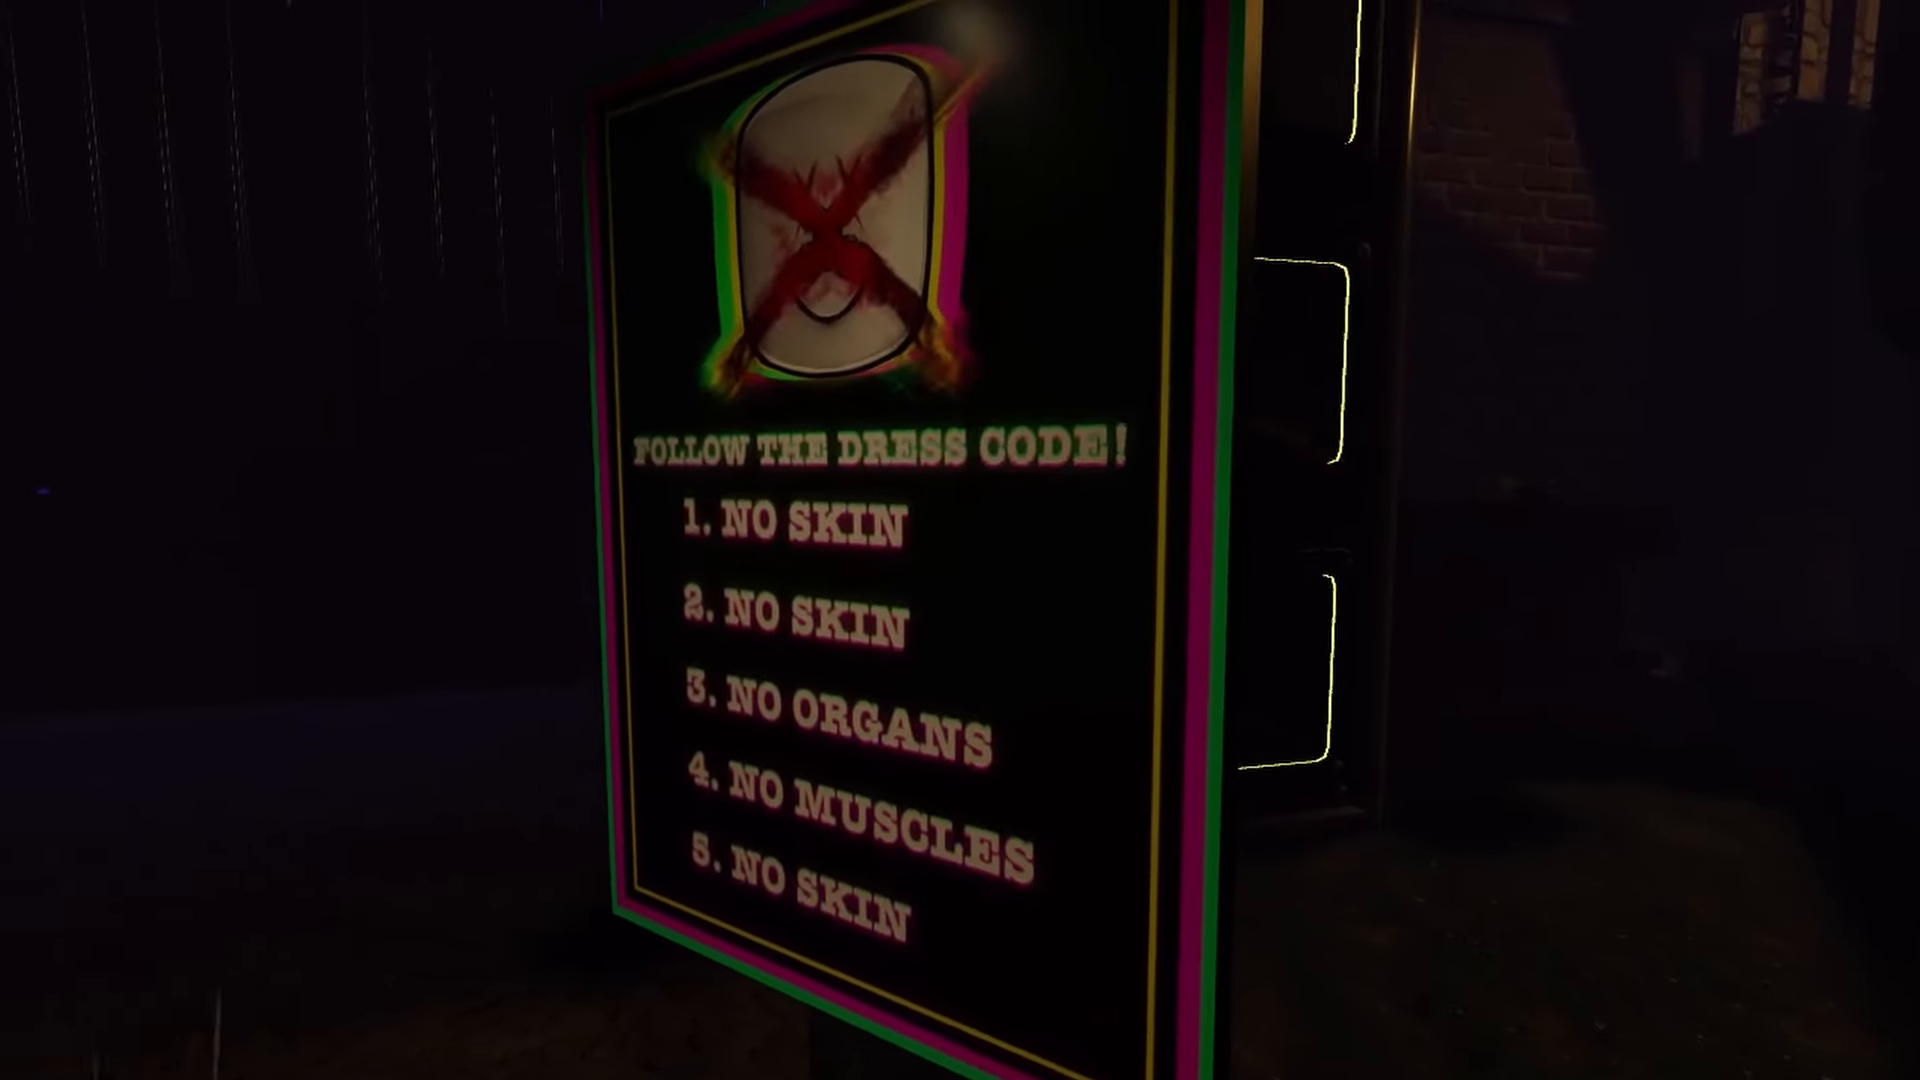 FOLLOW THE DRESS CODE!
1. NO SKIN
2. NO SKIN
3. NO ORGANS
4. NO MUSCLES
5. NO SKIN